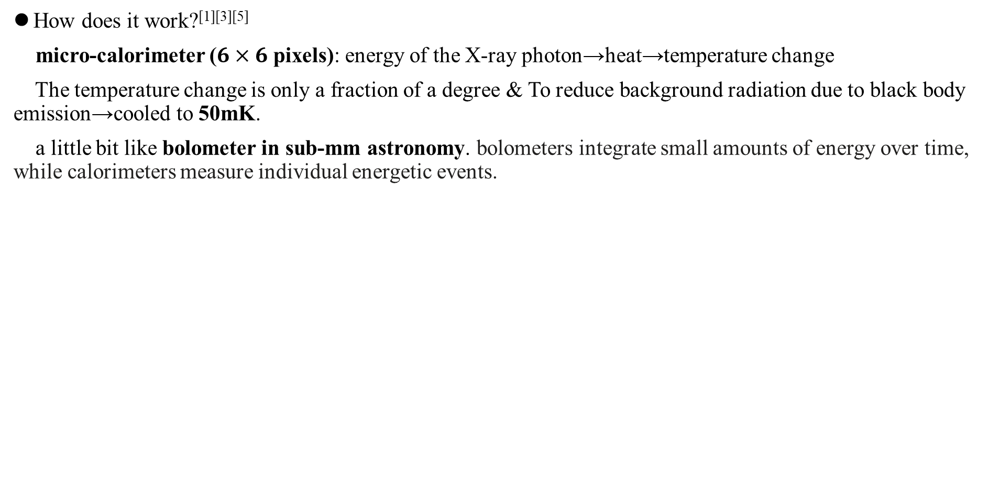 ● How does it work?[1][3][5]
micro-calorimeter (6 × 6 pixels): energy of the X-ray photon→heat→temperature change
The temperature change is only a fraction of a degree & To reduce background radiation due to black body
emission→cooled to 50mK.
a little bit like bolometer in sub-mm astronomy. bolometers integrate small amounts of energy over time,
while calorimeters measure individual energetic events.